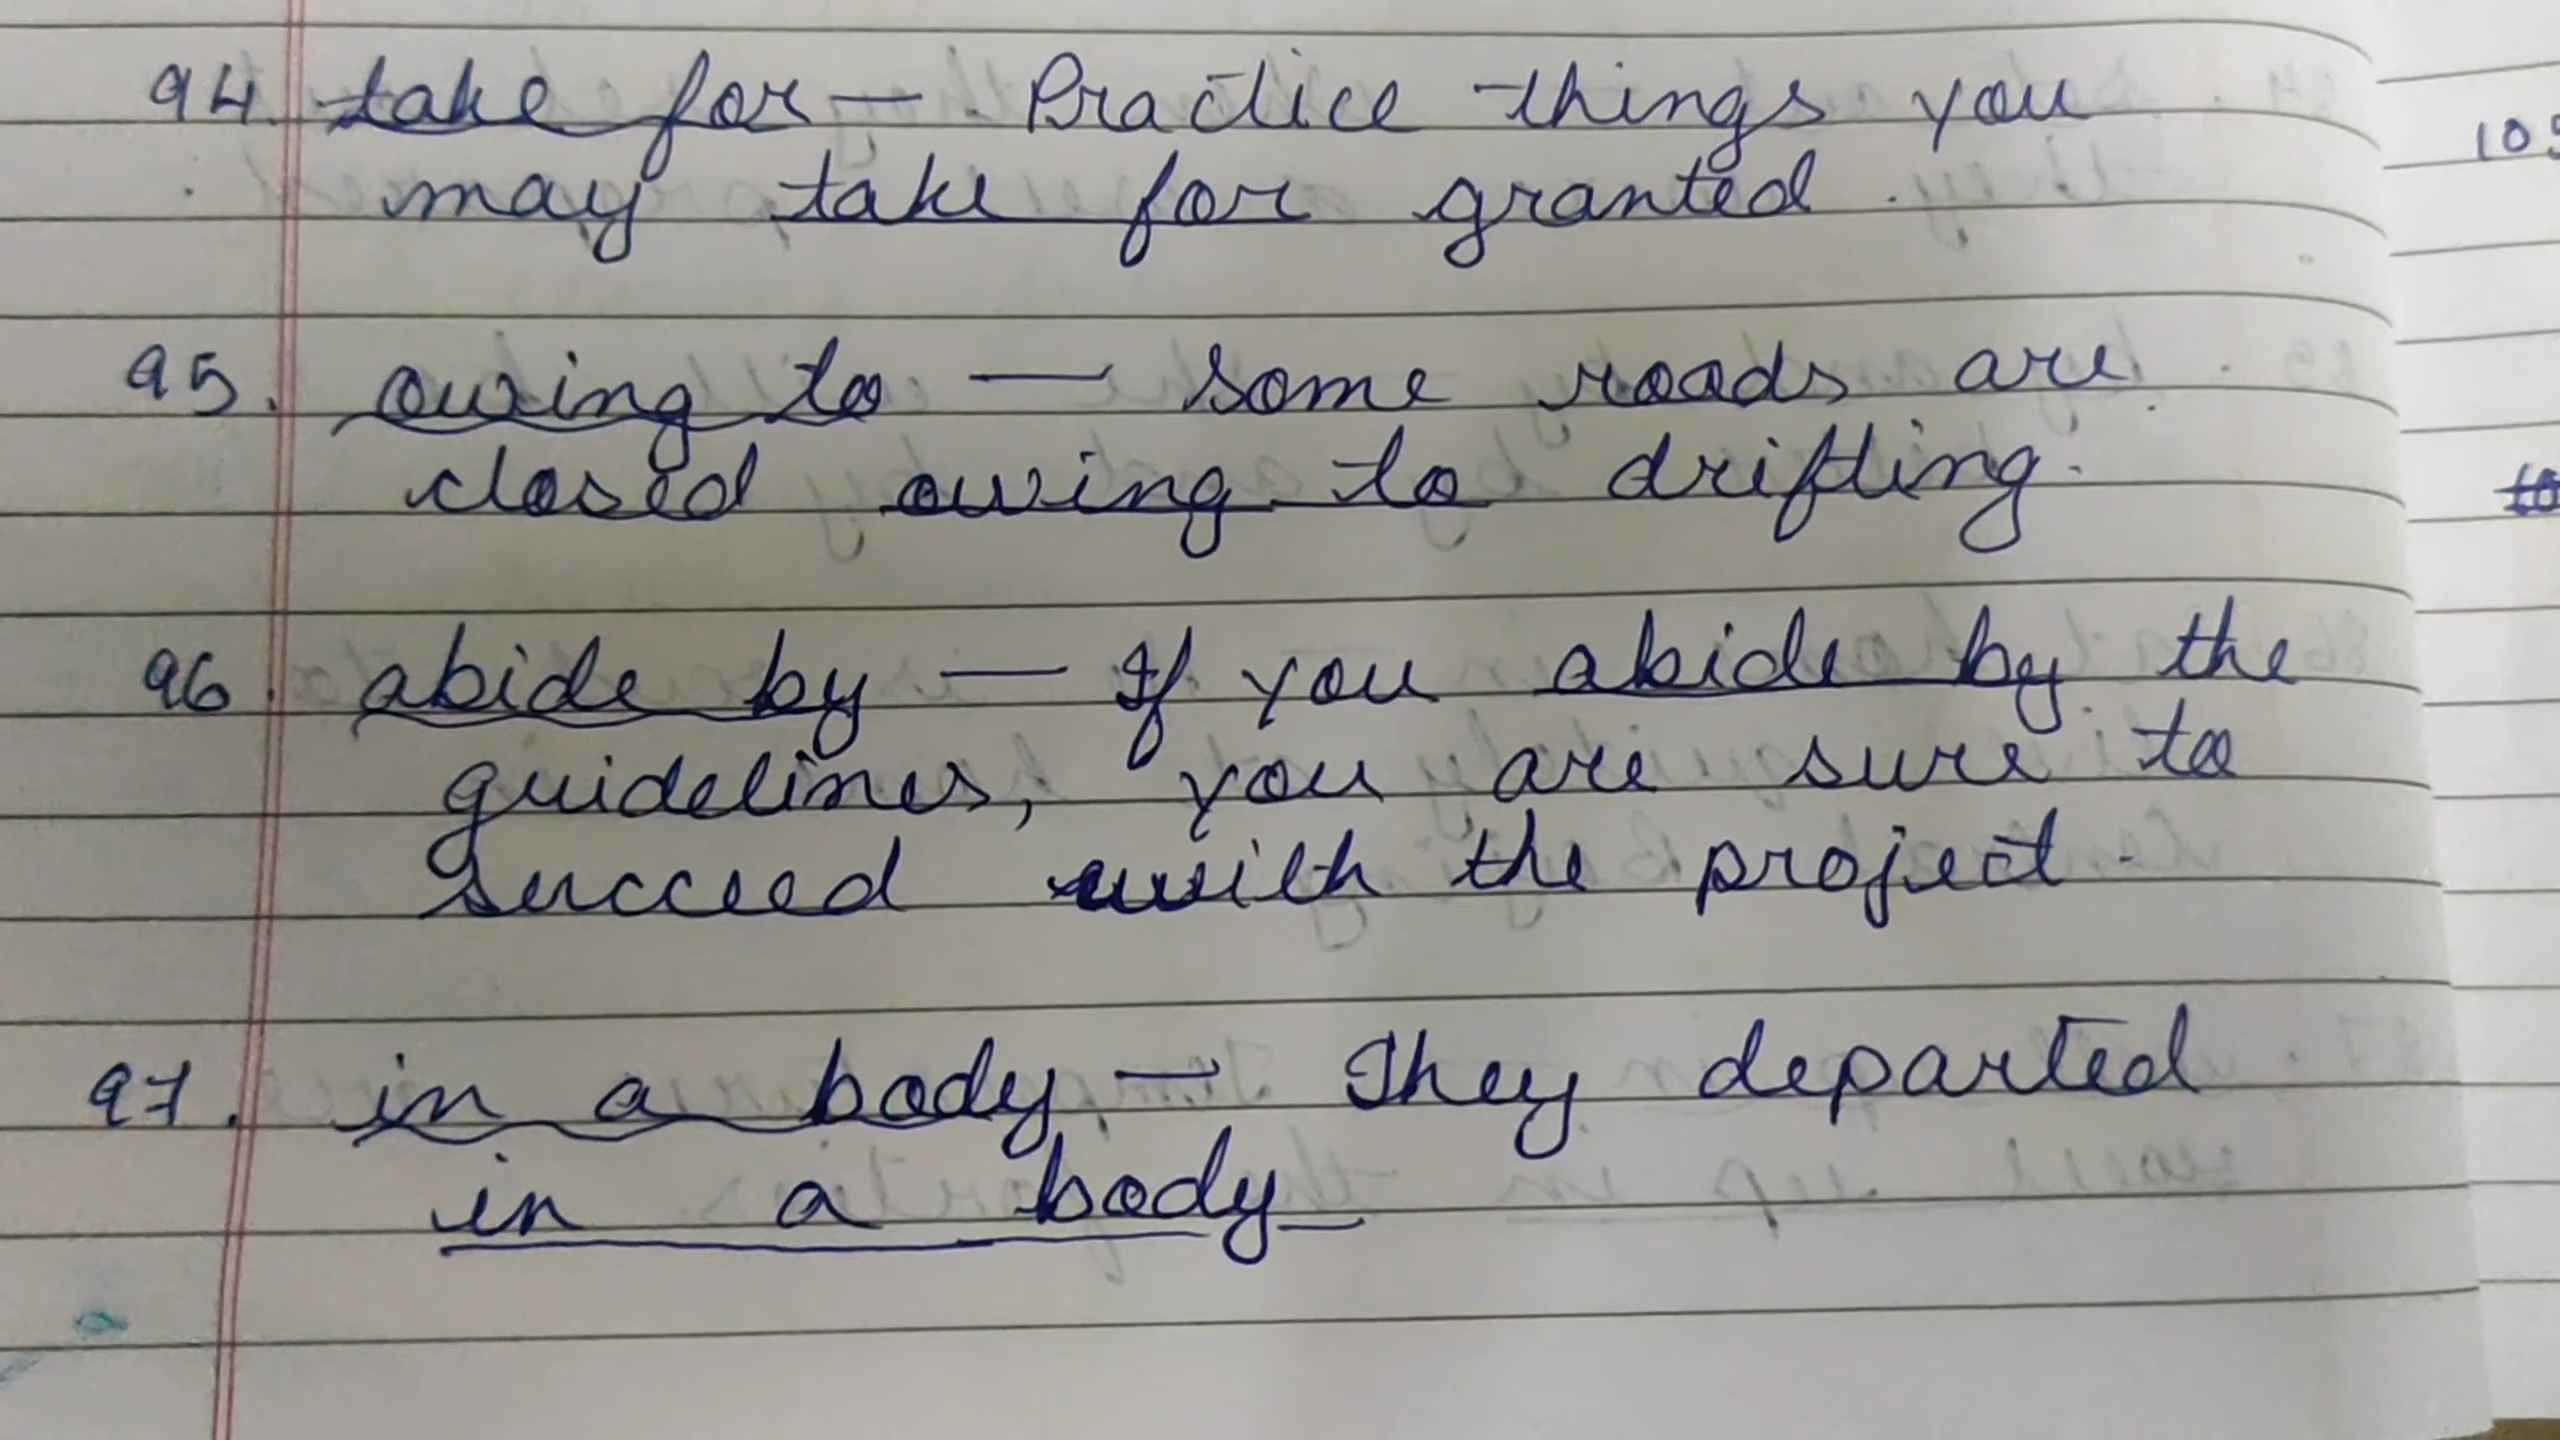 94. take for — Practice things you
may take for granted.
95. owing to — some roads are
closed owing to drifting.
96. abide by — If you abide by the
guidelines, you are sure to
succeed with the project.
97. in a body — They departed
in a body